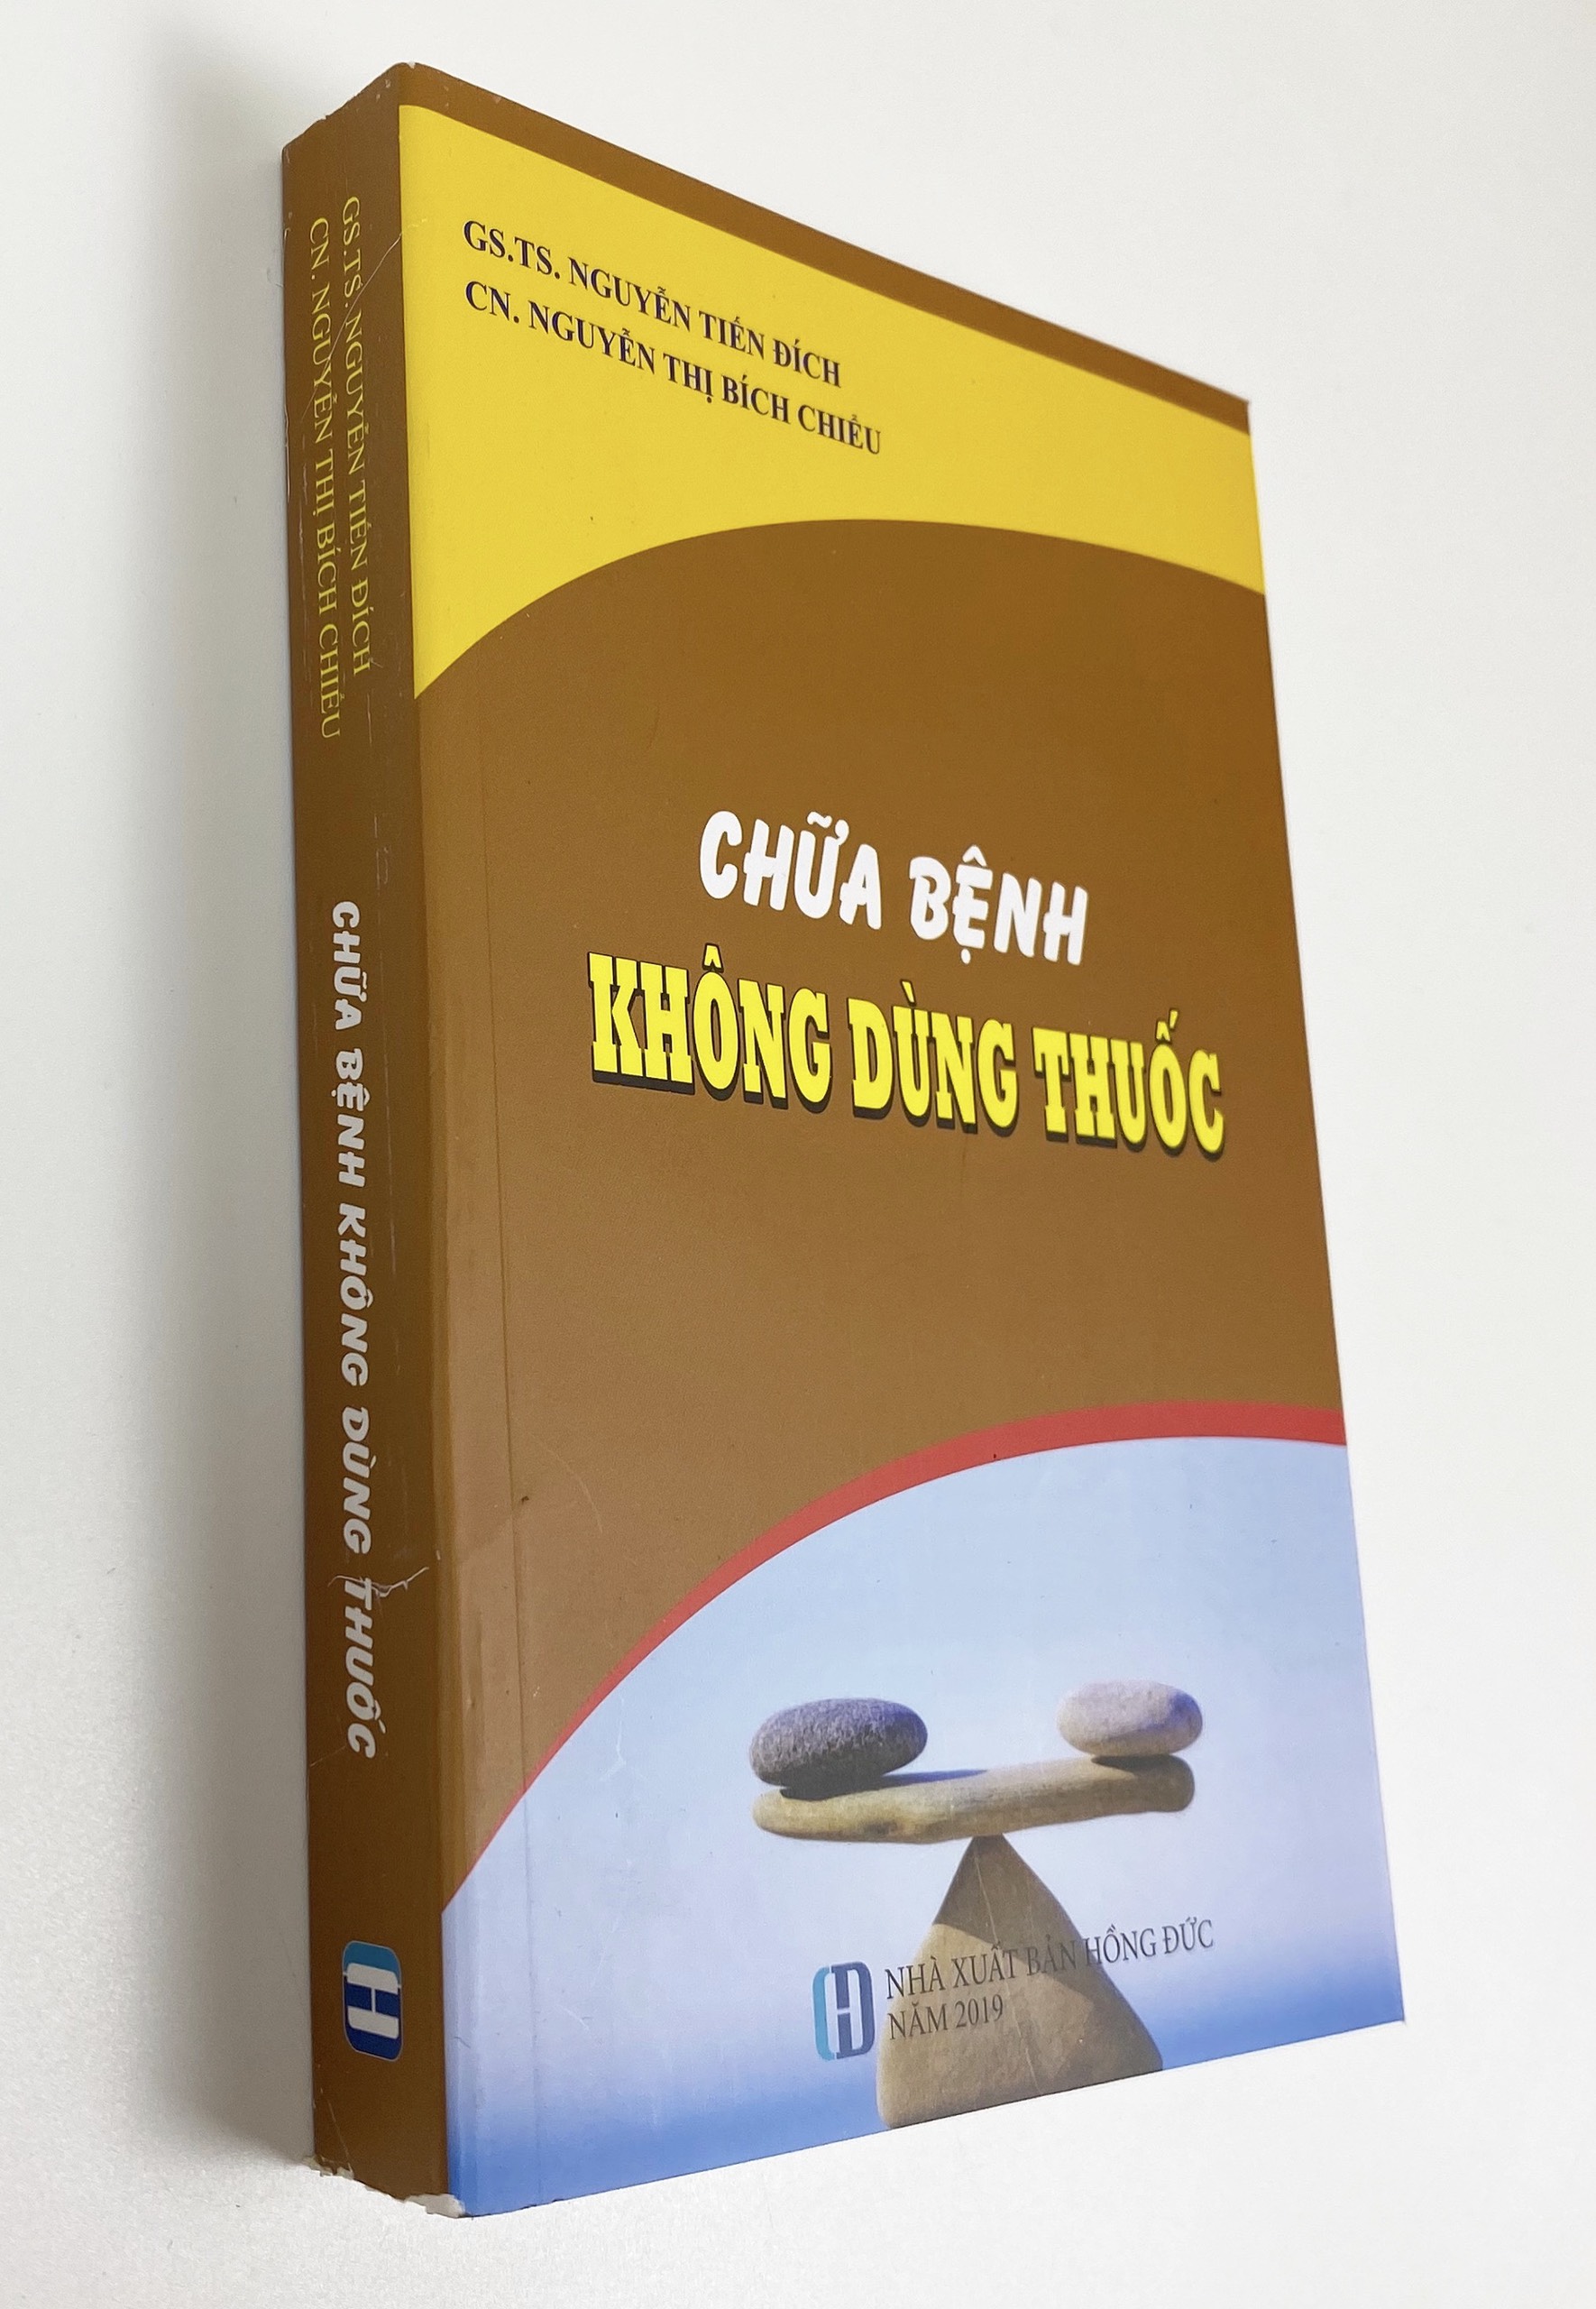 GS.TS. NGUYỄN TIẾN ĐÍCH
CN. NGUYỄN THỊ BÍCH CHIỂU
CHỮA BỆNH
KHÔNG DÙNG THUỐC
NHÀ XUẤT BẢN HỒNG ĐỨC
NĂM 2019
GS.TS. NGUYỄN TIẾN ĐÍCH
CN. NGUYỄN THỊ BÍCH CHIỂU
CHỮA BỆNH KHÔNG DÙNG THUỐC